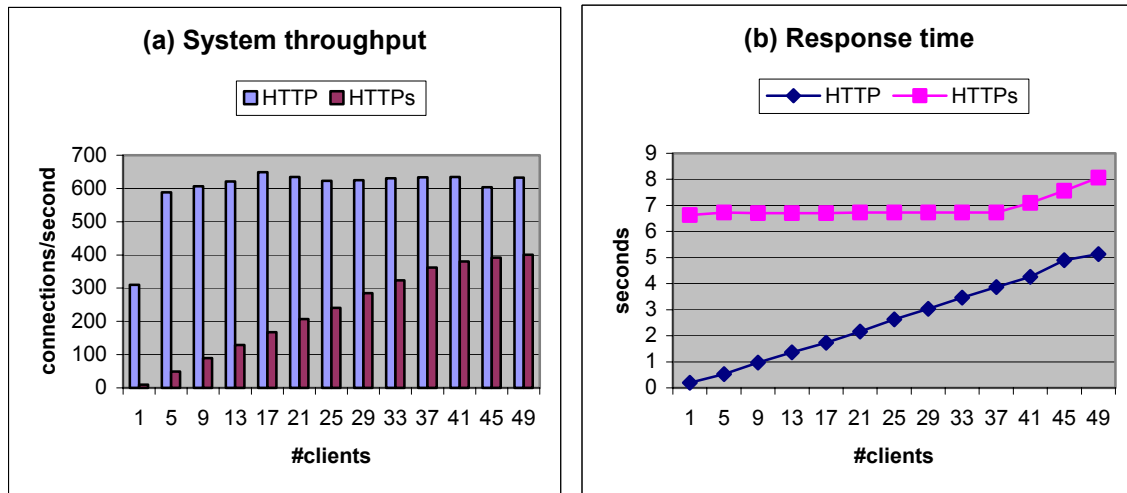 (a) System throughput
HTTP HTTPs
700
600
500
400
300
200
100
0
connections/second
1 5 9 13 17 21 25 29 33 37 41 45 49
#clients
(b) Response time
HTTP HTTPs
9
8
7
6
5
4
3
2
1
0
seconds
1 5 9 13 17 21 25 29 33 37 41 45 49
#clients